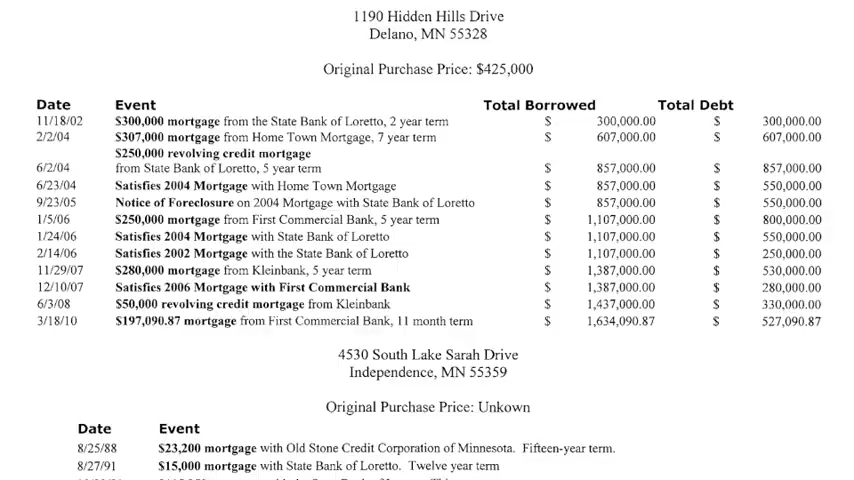 1190 Hidden Hills Drive
Delano, MN 55328
Original Purchase Price: $425,000
Date Event Total Borrowed Total Debt
11/18/02 $300,000 mortgage from the State Bank of Loretto, 2 year term $ 300,000.00 $ 300,000.00
2/2/04 $307,000 mortgage from Home Town Mortgage, 7 year term $ 607,000.00 $ 607,000.00
$250,000 revolving credit mortgage
6/2/04 from State Bank of Loretto, 5 year term $ 857,000.00 $ 857,000.00
6/23/04 Satisfies 2004 Mortgage with Home Town Mortgage $ 857,000.00 $ 550,000.00
9/23/05 Notice of Foreclosure on 2004 Mortgage with State Bank of Loretto $ 857,000.00 $ 550,000.00
1/5/06 $250,000 mortgage from First Commercial Bank, 5 year term $ 1,107,000.00 $ 800,000.00
1/24/06 Satisfies 2004 Mortgage with State Bank of Loretto $ 1,107,000.00 $ 550,000.00
2/14/06 Satisfies 2002 Mortgage with the State Bank of Loretto $ 1,107,000.00 $ 250,000.00
11/29/07 $280,000 mortgage from Kleinbank, 5 year term $ 1,387,000.00 $ 530,000.00
12/10/07 Satisfies 2006 Mortgage with First Commercial Bank $ 1,387,000.00 $ 280,000.00
6/3/08 $50,000 revolving credit mortgage from Kleinbank $ 1,437,000.00 $ 330,000.00
3/18/10 $197,090.87 mortgage from First Commercial Bank, 11 month term $ 1,634,090.87 $ 527,090.87
4530 South Lake Sarah Drive
Independence, MN 55359
Original Purchase Price: Unkown
Date Event
8/25/88 $23,200 mortgage with Old Stone Credit Corporation of Minnesota. Fifteen-year term.
8/27/91 $15,000 mortgage with State Bank of Loretto. Twelve year term